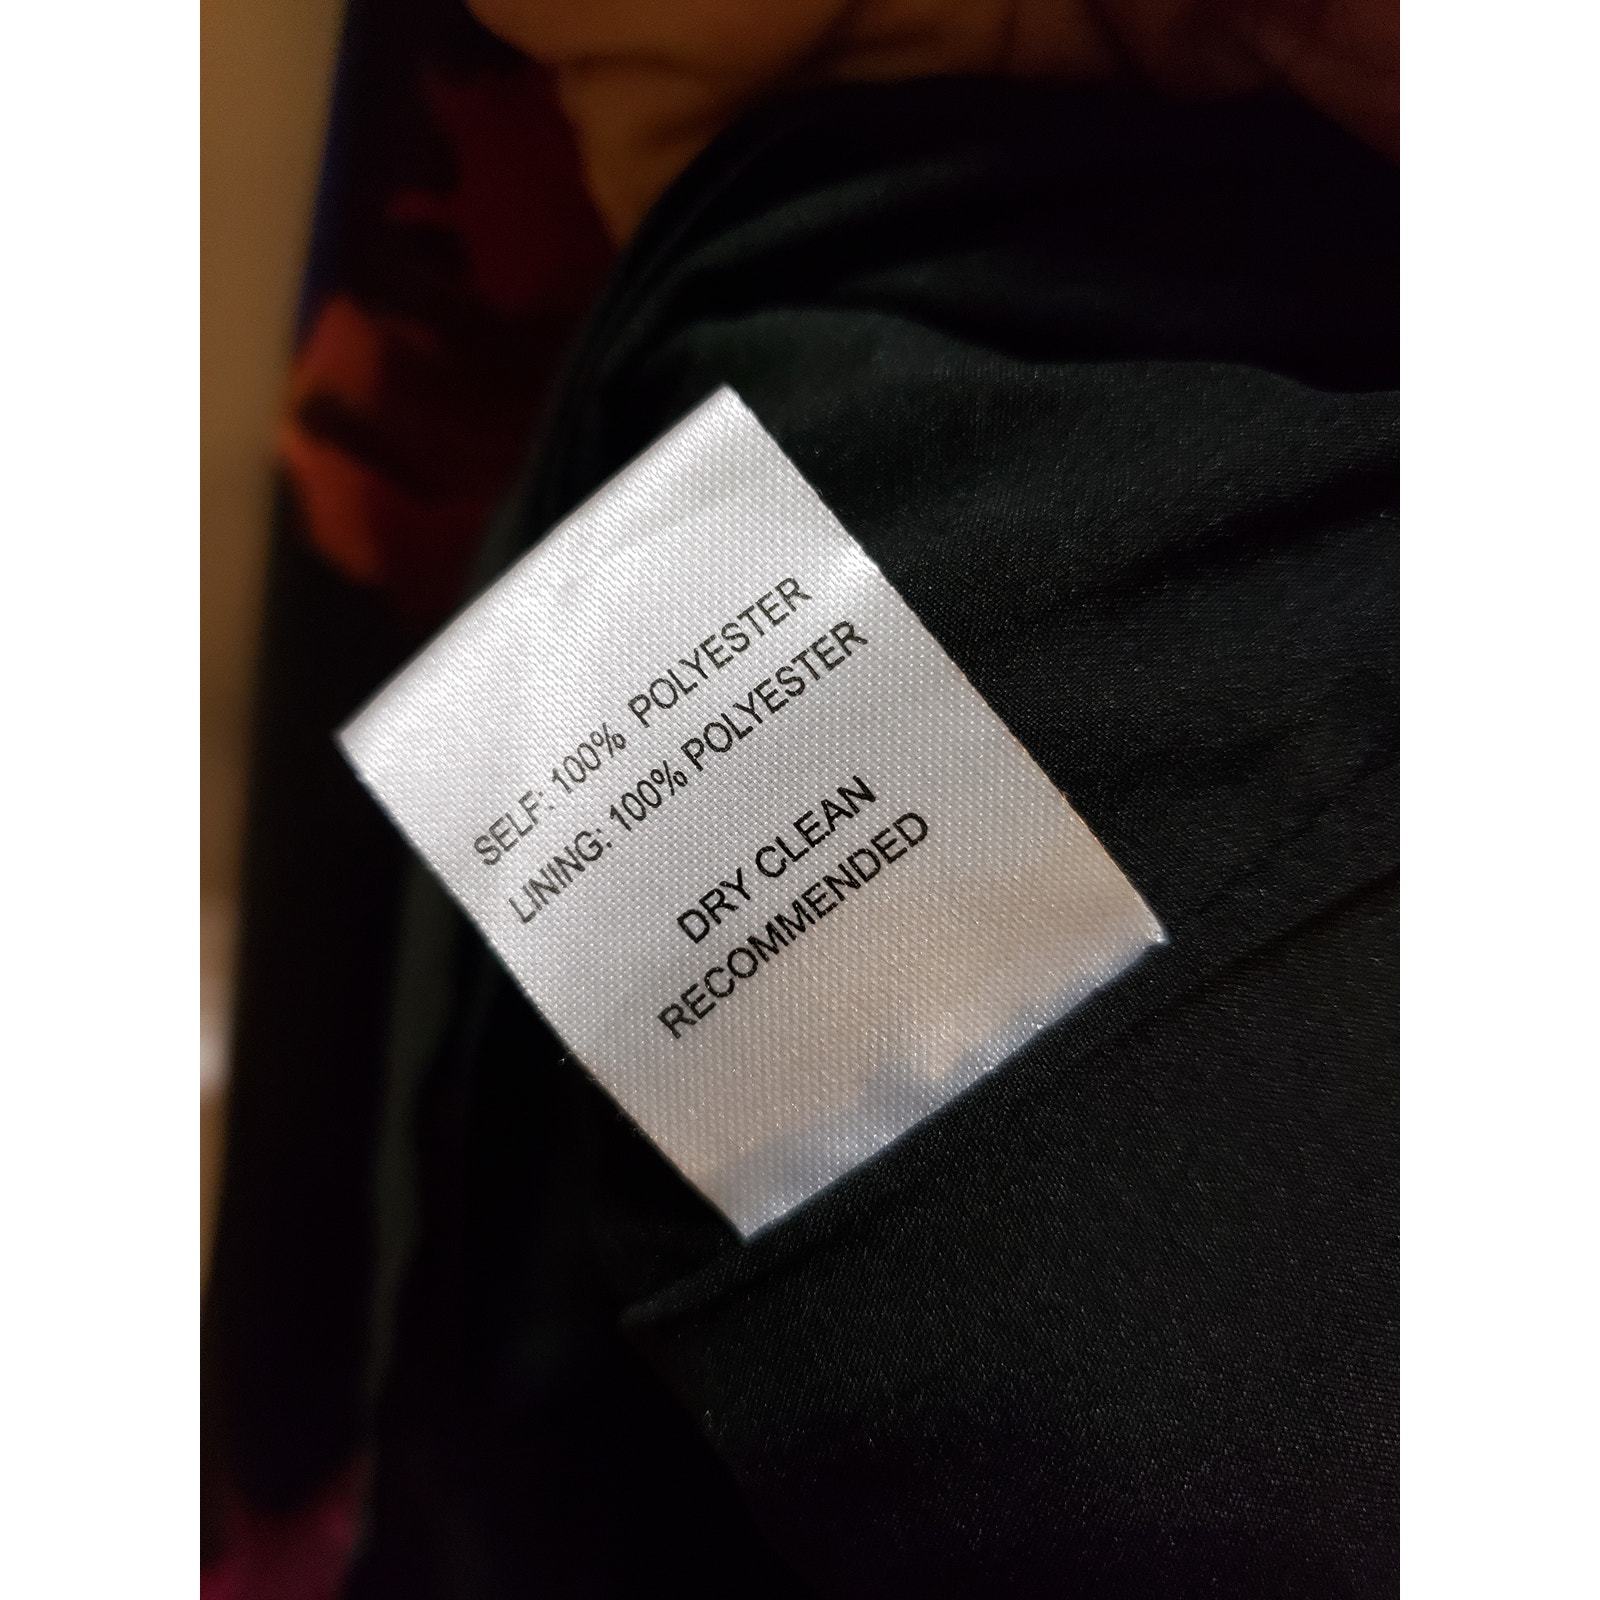 SELF: 100% POLYESTER
LINING: 100% POLYESTER
DRY CLEAN
RECOMMENDED